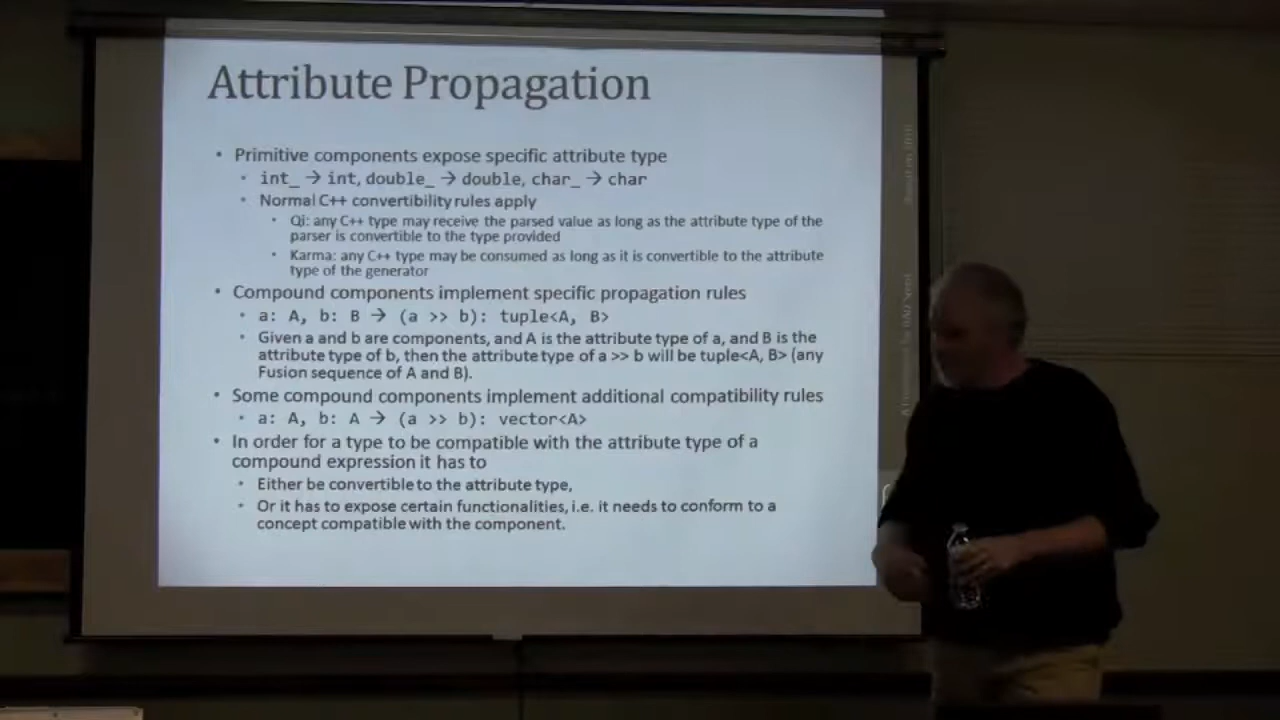 Attribute Propagation
• Primitive components expose specific attribute type
• int_ → int, double_ → double, char_ → char
• Normal C++ convertibility rules apply
• Qi: any C++ type may receive the parsed value as long as the attribute type of the
parser is convertible to the type provided
• Karma: any C++ type may be consumed as long as it is convertible to the attribute
type of the generator
• Compound components implement specific propagation rules
• a: A, b: B → (a >> b): tuple<A, B>
• Given a and b are components, and A is the attribute type of a, and B is the
attribute type of b, then the attribute type of a >> b will be tuple<A, B> (any
Fusion sequence of A and B).
• Some compound components implement additional compatibility rules
• a: A, b: A → (a >> b): vector<A>
• In order for a type to be compatible with the attribute type of a
compound expression it has to
• Either be convertible to the attribute type,
• Or it has to expose certain functionalities, i.e. it needs to conform to a
concept compatible with the component.